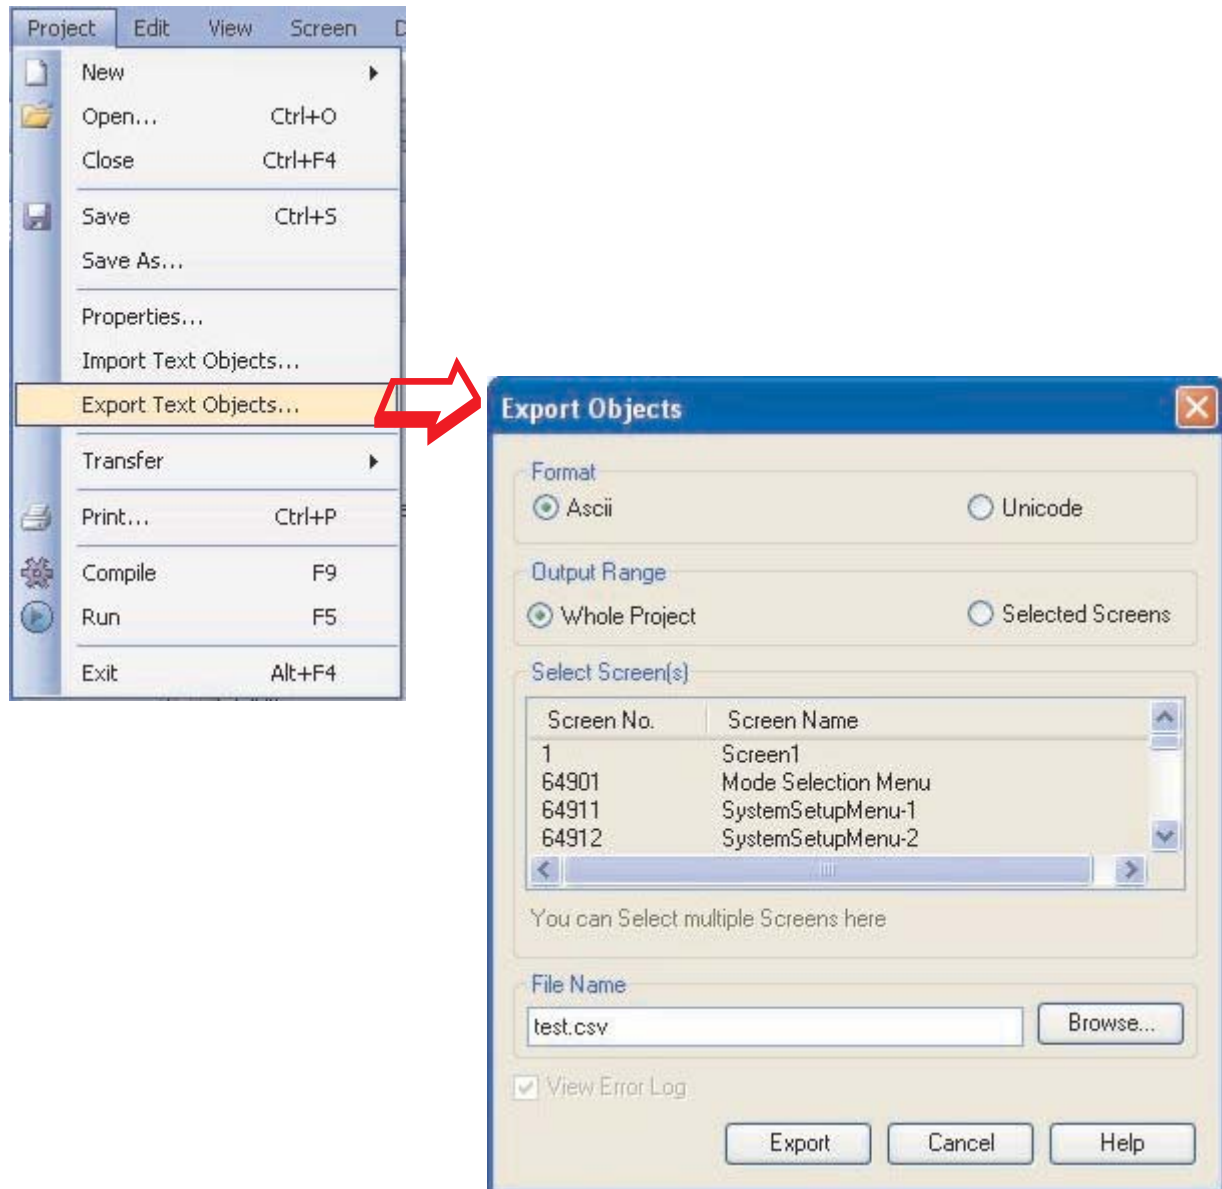 Project Edit View Screen D
New
Open... Ctrl+O
Close Ctrl+F4
Save Ctrl+S
Save As...
Properties...
Import Text Objects...
Export Text Objects...
Transfer
Print... Ctrl+P
Compile F9
Run F5
Exit Alt+F4
Export Objects
Format
Ascii Unicode
Output Range
Whole Project Selected Screens
Select Screen(s)
Screen No. Screen Name
1 Screen1
64901 Mode Selection Menu
64911 SystemSetupMenu-1
64912 SystemSetupMenu-2
You can Select multiple Screens here
File Name
test.csv Browse...
View Error Log
Export Cancel Help